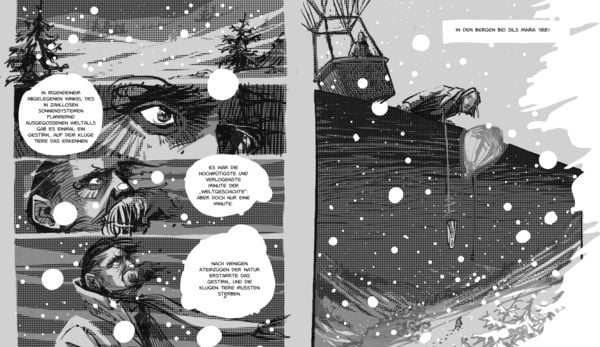 IN IRGENDEINEM
ABGELEGENEN WINKEL DES
IN ZAHLLOSEN
SONNENSYSTEMEN
FLIMMERND
AUSGEGOSSENEN WELTALLS
GAB ES EINMAL EIN
GESTIRN, AUF DEM KLUGE
TIERE DAS ERKENNEN
ES WAR DIE
HOCHMÜTIGSTE UND
VERLOGENSTE
MINUTE DER
„WELTGESCHICHTE“:
ABER DOCH NUR EINE
MINUTE.
NACH WENIGEN
ATEMZÜGEN DER NATUR
ERSTARRTE DAS
GESTIRN, UND DIE
KLUGEN TIERE MUSSTEN
STERBEN.
IN DEN BERGEN BEI SILS MARIA 1887